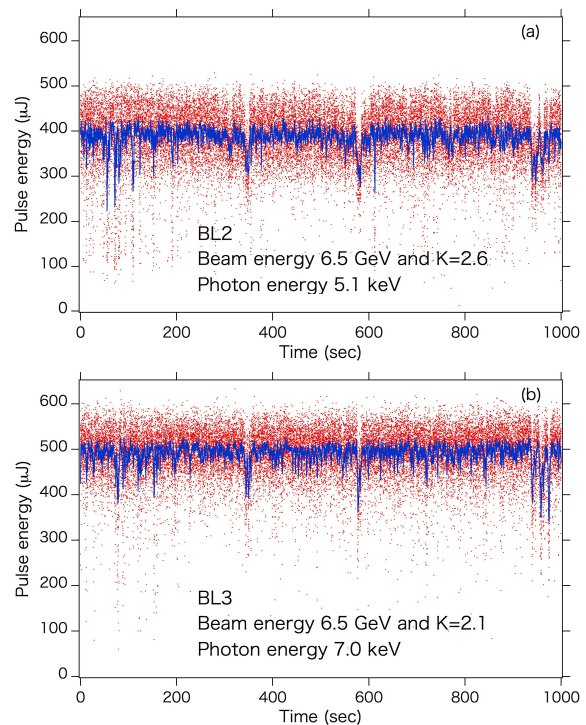 (a)
600
500
400
300
200
100
0
Pulse energy (μJ)
BL2
Beam energy 6.5 GeV and K=2.6
Photon energy 5.1 keV
0 200 400 600 800 1000
Time (sec)
(b)
600
500
400
300
200
100
0
Pulse energy (μJ)
BL3
Beam energy 6.5 GeV and K=2.1
Photon energy 7.0 keV
0 200 400 600 800 1000
Time (sec)